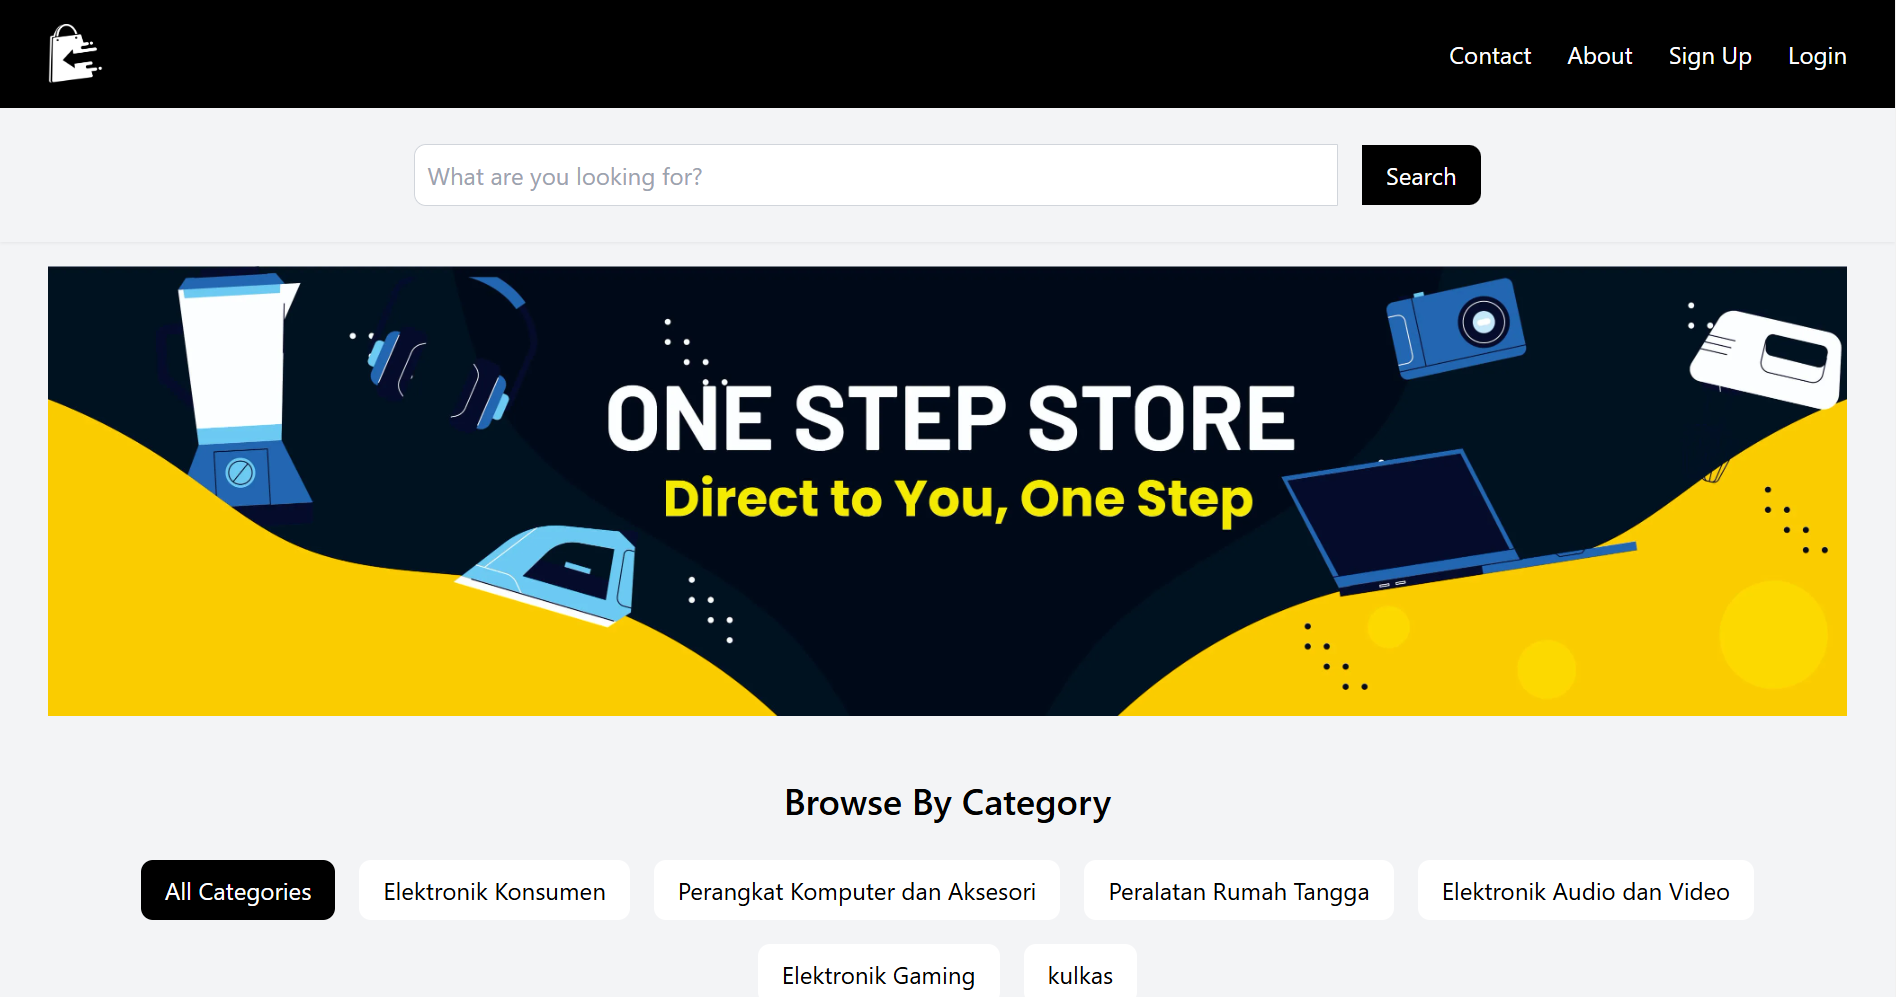 Contact About Sign Up Login
What are you looking for? Search
ONE STEP STORE
Direct to You, One Step
Browse By Category
All Categories Elektronik Konsumen Perangkat Komputer dan Aksesori Peralatan Rumah Tangga Elektronik Audio dan Video
Elektronik Gaming kulkas